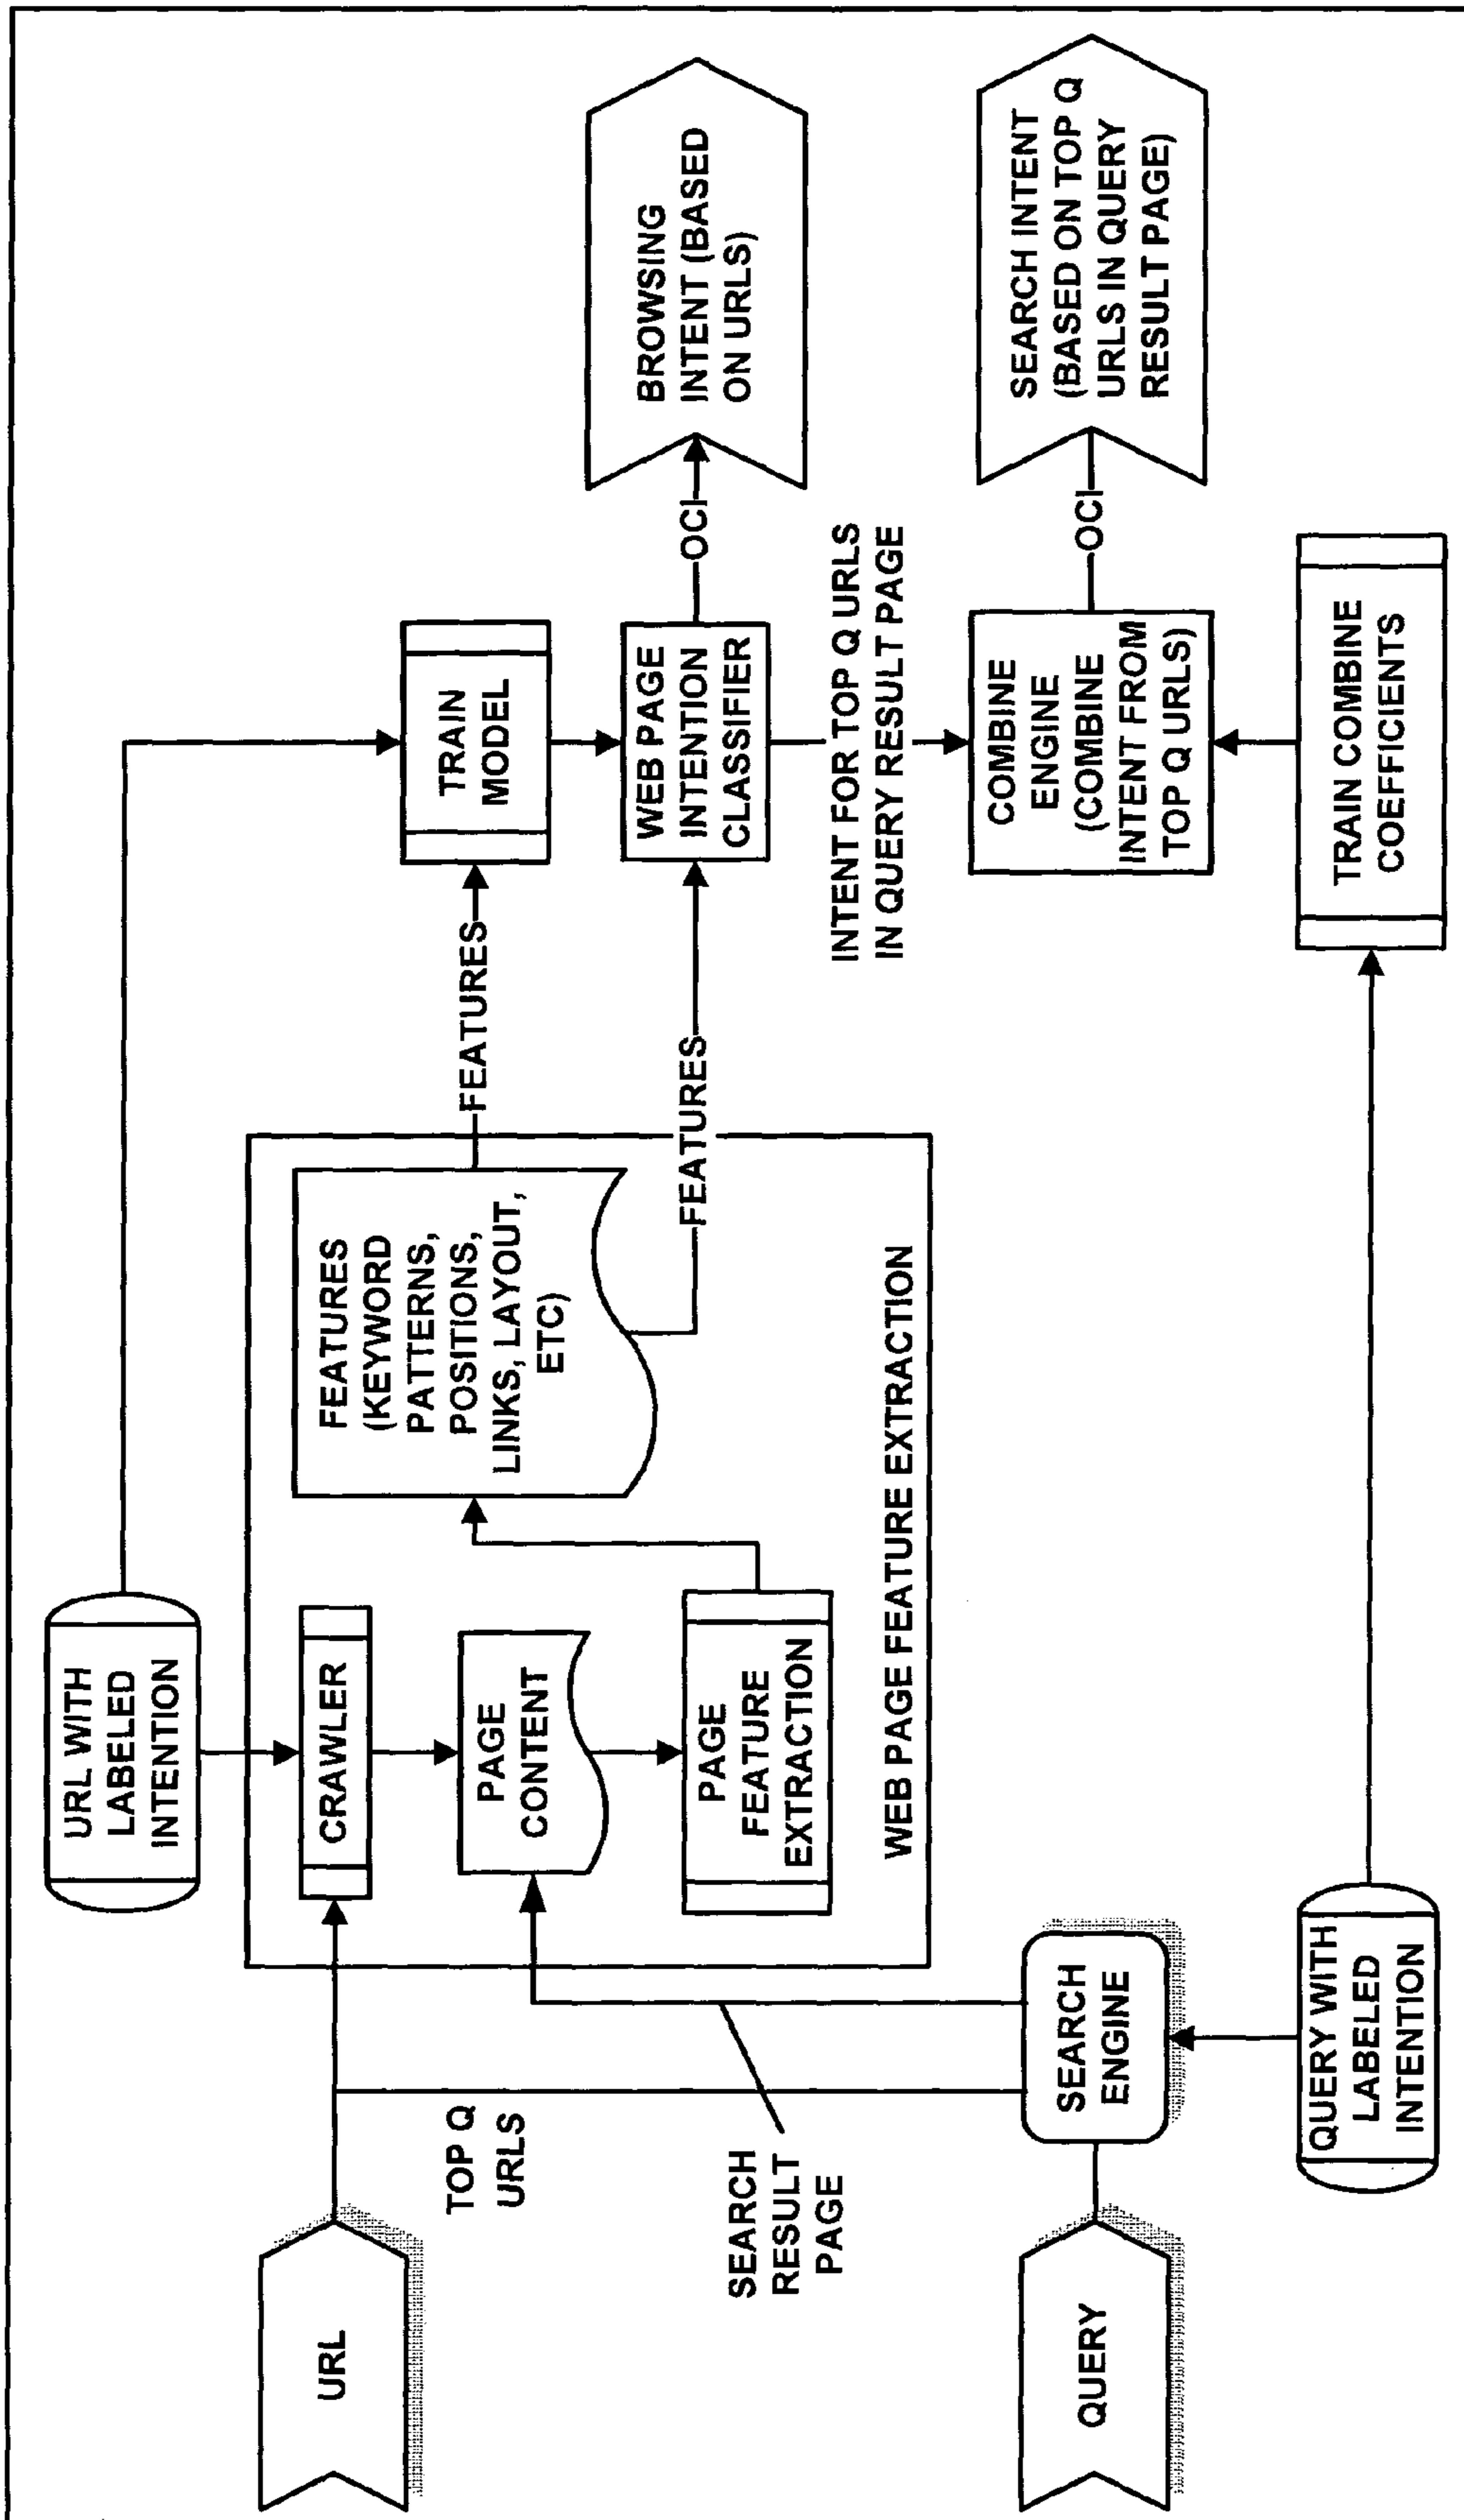 URL WITH
LABELED
INTENTION
URL
CRAWLER
PAGE
CONTENT
PAGE
FEATURE
EXTRACTION
FEATURES
(KEYWORD
PATTERNS,
POSITIONS,
LINKS, LAYOUT,
ETC)
WEB PAGE FEATURE EXTRACTION
FEATURES
FEATURES
TRAIN
MODEL
WEB PAGE
INTENTION
CLASSIFIER
OCI
BROWSING
INTENT (BASED
ON URLS)
TOP Q
URLS
SEARCH
RESULT
PAGE
INTENT FOR TOP Q URLS
IN QUERY RESULT PAGE
QUERY
SEARCH
ENGINE
COMBINE
ENGINE
(COMBINE
INTENT FROM
TOP Q URLS)
OCI
SEARCH INTENT
(BASED ON TOP Q
URLS IN QUERY
RESULT PAGE)
QUERY WITH
LABELED
INTENTION
TRAIN COMBINE
COEFFICIENTS